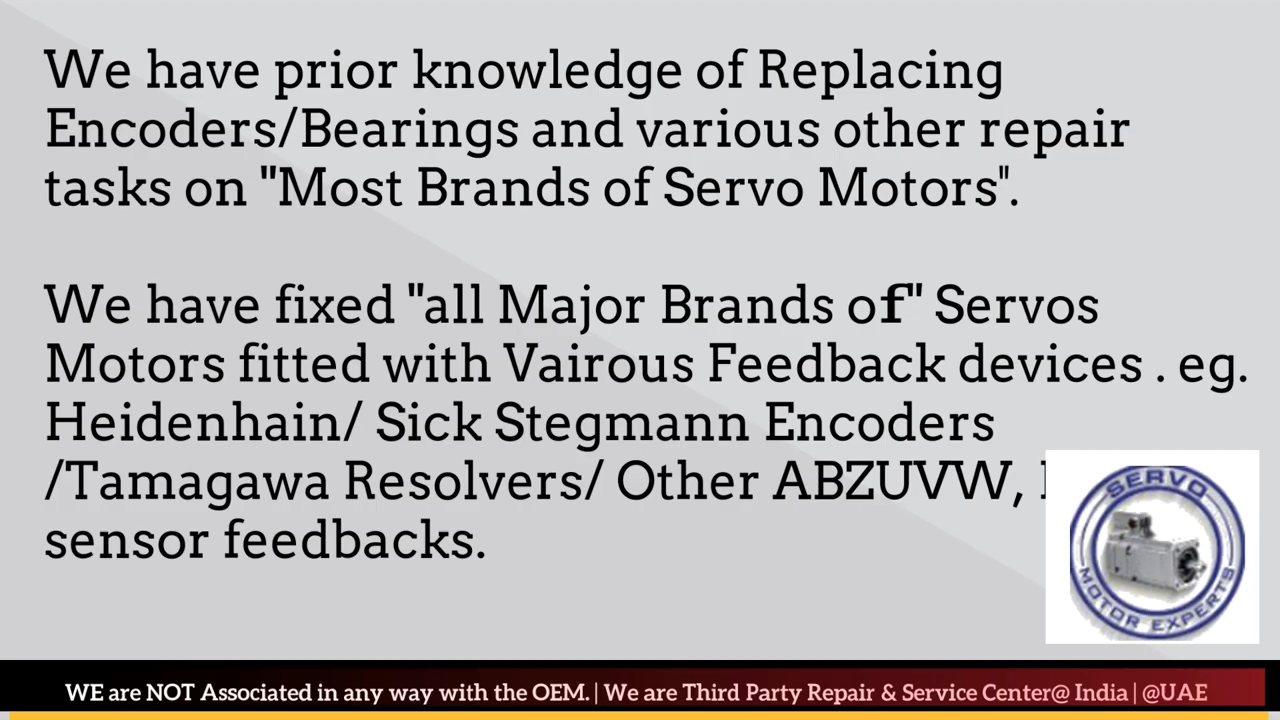 We have prior knowledge of Replacing
Encoders/Bearings and various other repair
tasks on "Most Brands of Servo Motors".
We have fixed "all Major Brands of" Servos
Motors fitted with Vairous Feedback devices . eg.
Heidenhain/ Sick Stegmann Encoders
/Tamagawa Resolvers/ Other ABZUVW,
sensor feedbacks.
SERVO
MOTOR EXPERTS
WE are NOT Associated in any way with the OEM. | We are Third Party Repair & Service Center@ India | @UAE